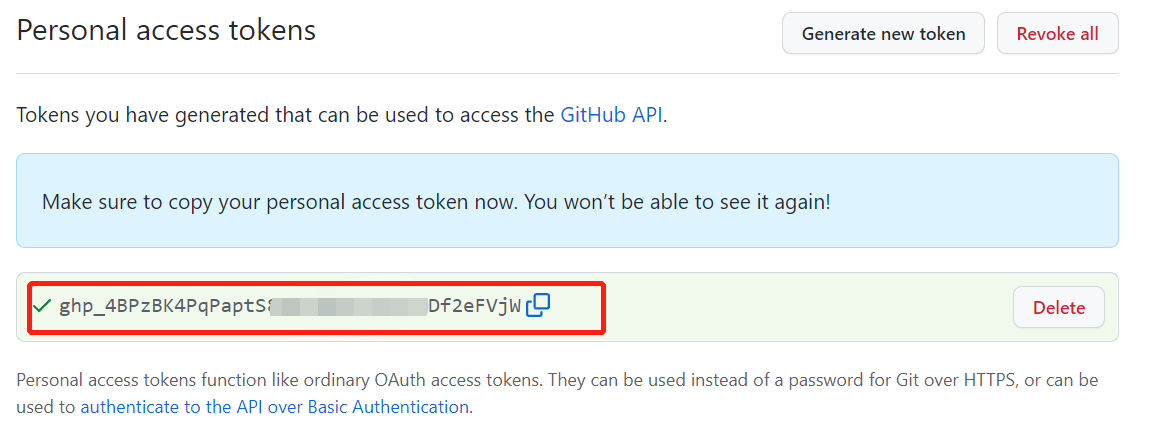 Personal access tokens
Generate new token
Revoke all
Tokens you have generated that can be used to access the GitHub API.
Make sure to copy your personal access token now. You won’t be able to see it again!
ghp_4BPzBK4PqPaptS Df2eFVjW
Delete
Personal access tokens function like ordinary OAuth access tokens. They can be used instead of a password for Git over HTTPS, or can be
used to authenticate to the API over Basic Authentication.